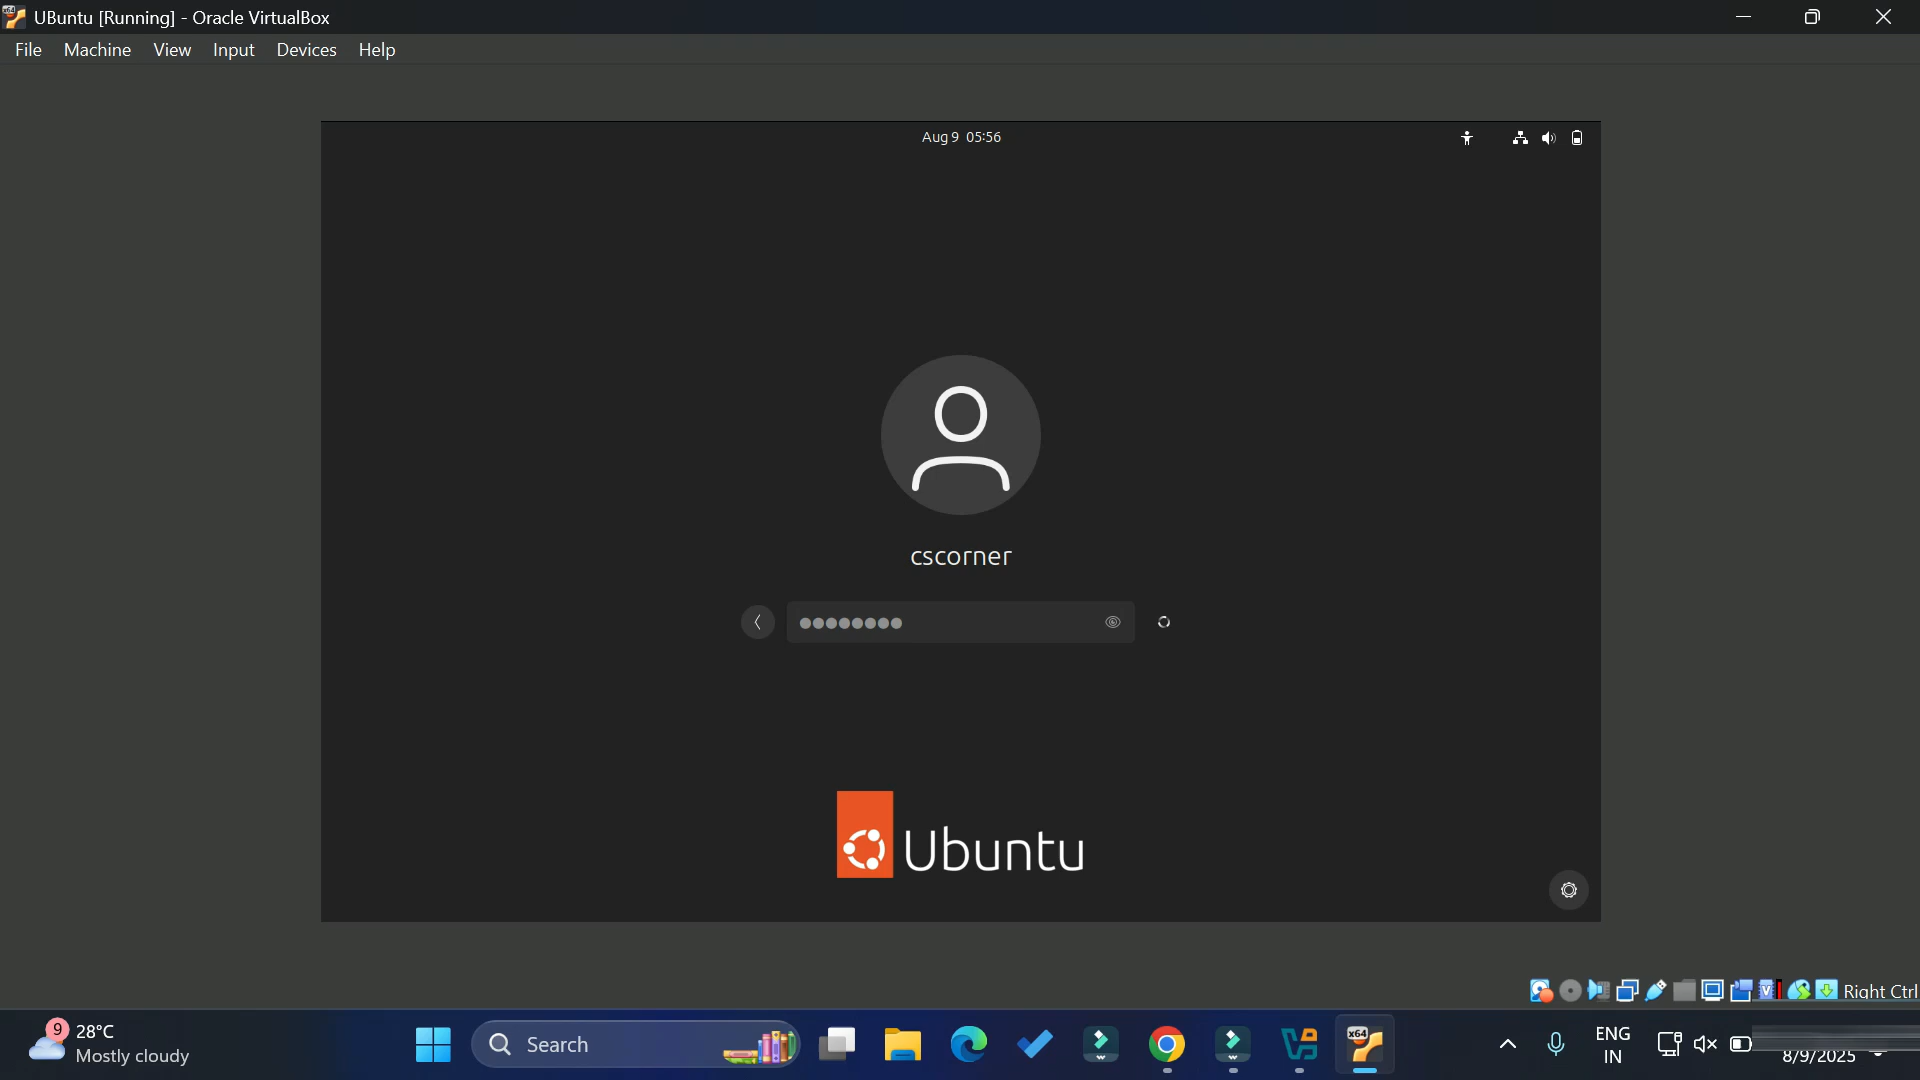 UBuntu [Running] - Oracle VirtualBox
File Machine View Input Devices Help
Aug 9 05:56
cscorner
Ubuntu
Right Ctrl
9
28°C
Mostly cloudy
Search
x64
ENG
IN
8/9/2025